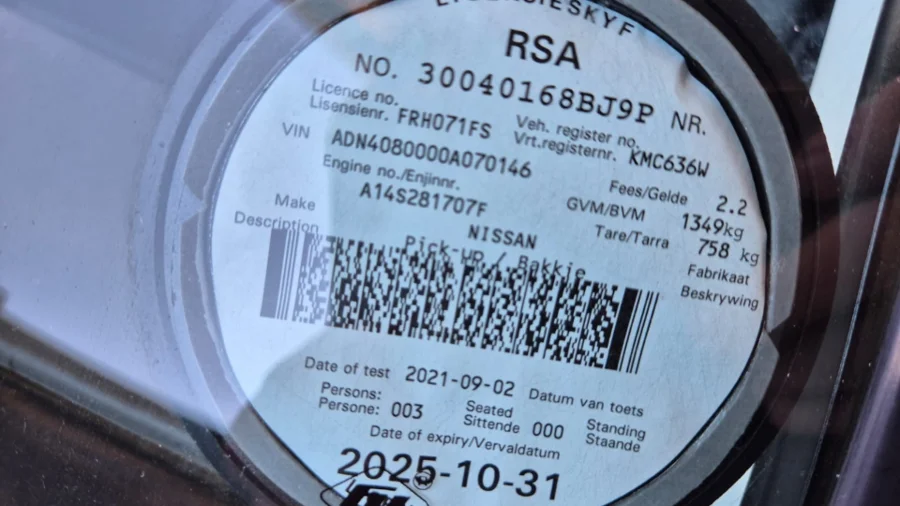 RSA
NO. 30040168BJ9P NR.
Licence no. Veh. register no.
Lisensienr. FRH071FS Vrt.registernr. KMC636W
VIN ADN4080000A070146 Fees/Gelde 2.2
Engine no./Enjinnr. GVM/BVM 1349kg
A14S281707F Tare/Tarra 758 kg
Make NISSAN Fabrikaat
Description Pick-up / Bakkie Beskrywing
Date of test 2021-09-02 Datum van toets
Persons: Seated Standing
Persone: 003 Sittende 000 Staande
Date of expiry/Vervaldatum
2025-10-31